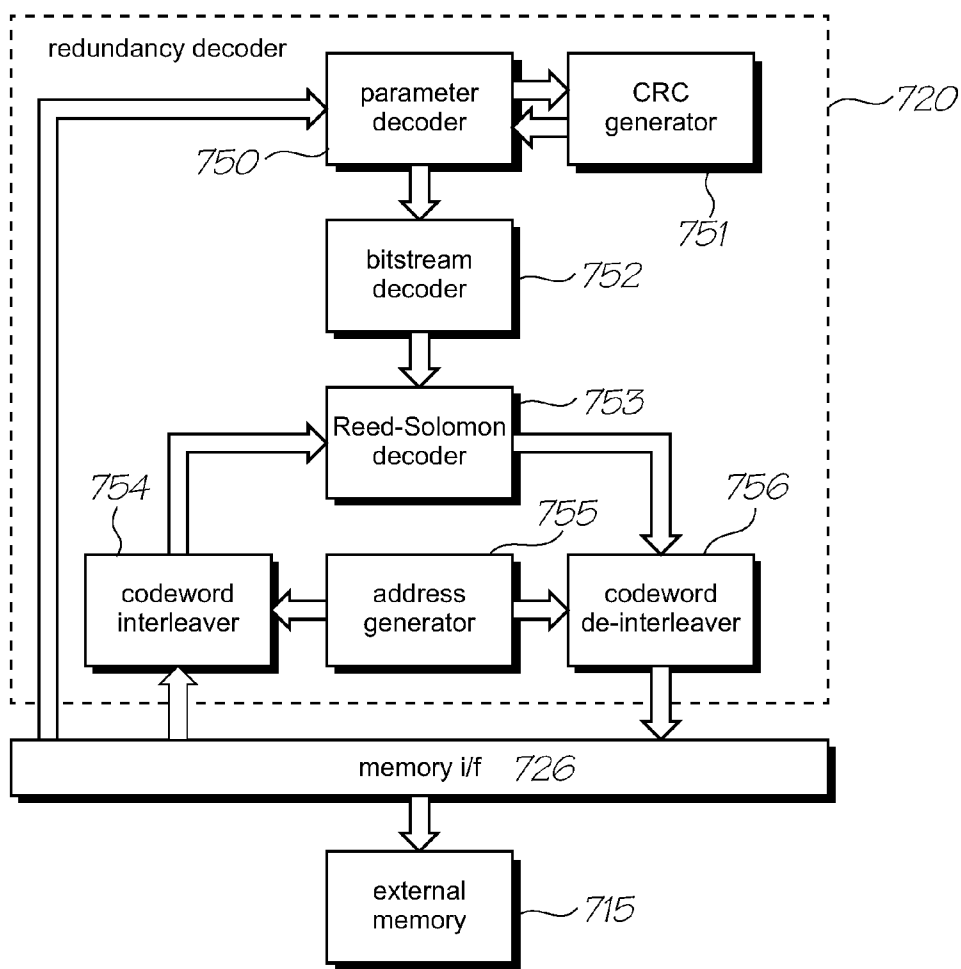 redundancy decoder
parameter
decoder
CRC
generator
720
750
751
bitstream
decoder
752
Reed-Solomon
decoder
753
754
755
756
codeword
interleaver
address
generator
codeword
de-interleaver
memory i/f 726
external
memory
715